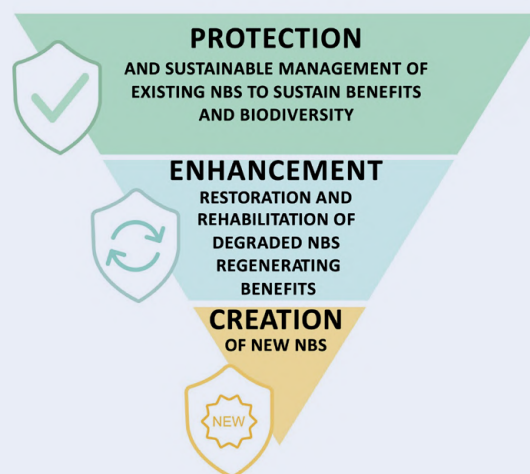 PROTECTION
AND SUSTAINABLE MANAGEMENT OF
EXISTING NBS TO SUSTAIN BENEFITS
AND BIODIVERSITY
ENHANCEMENT
RESTORATION AND
REHABILITATION OF
DEGRADED NBS
REGENERATING
BENEFITS
CREATION
OF NEW NBS
NEW